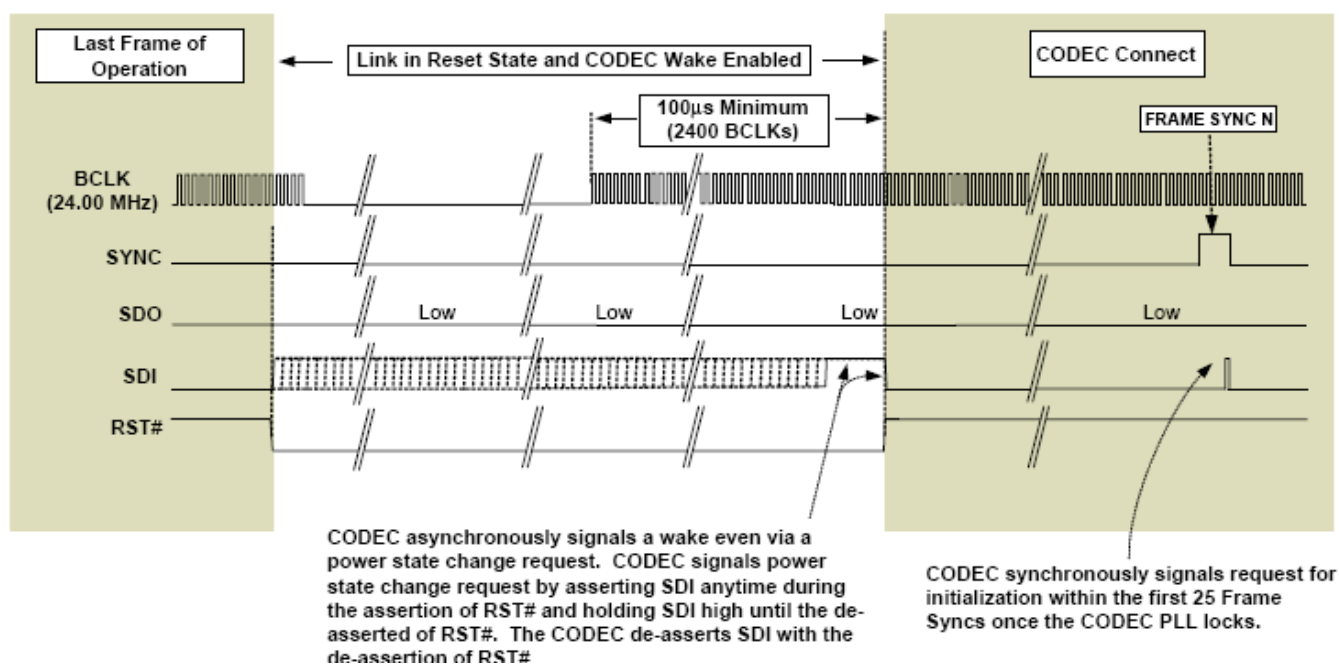 Last Frame of
Operation
Link in Reset State and CODEC Wake Enabled
CODEC Connect
100µs Minimum
(2400 BCLKs)
FRAME SYNC N
BCLK
(24.00 MHz)
SYNC
SDO
Low
Low
Low
Low
SDI
RST#
CODEC asynchronously signals a wake even via a
power state change request. CODEC signals power
state change request by asserting SDI anytime during
the assertion of RST# and holding SDI high until the de-
asserted of RST#. The CODEC de-asserts SDI with the
de-assertion of RST#
CODEC synchronously signals request for
initialization within the first 25 Frame
Syncs once the CODEC PLL locks.